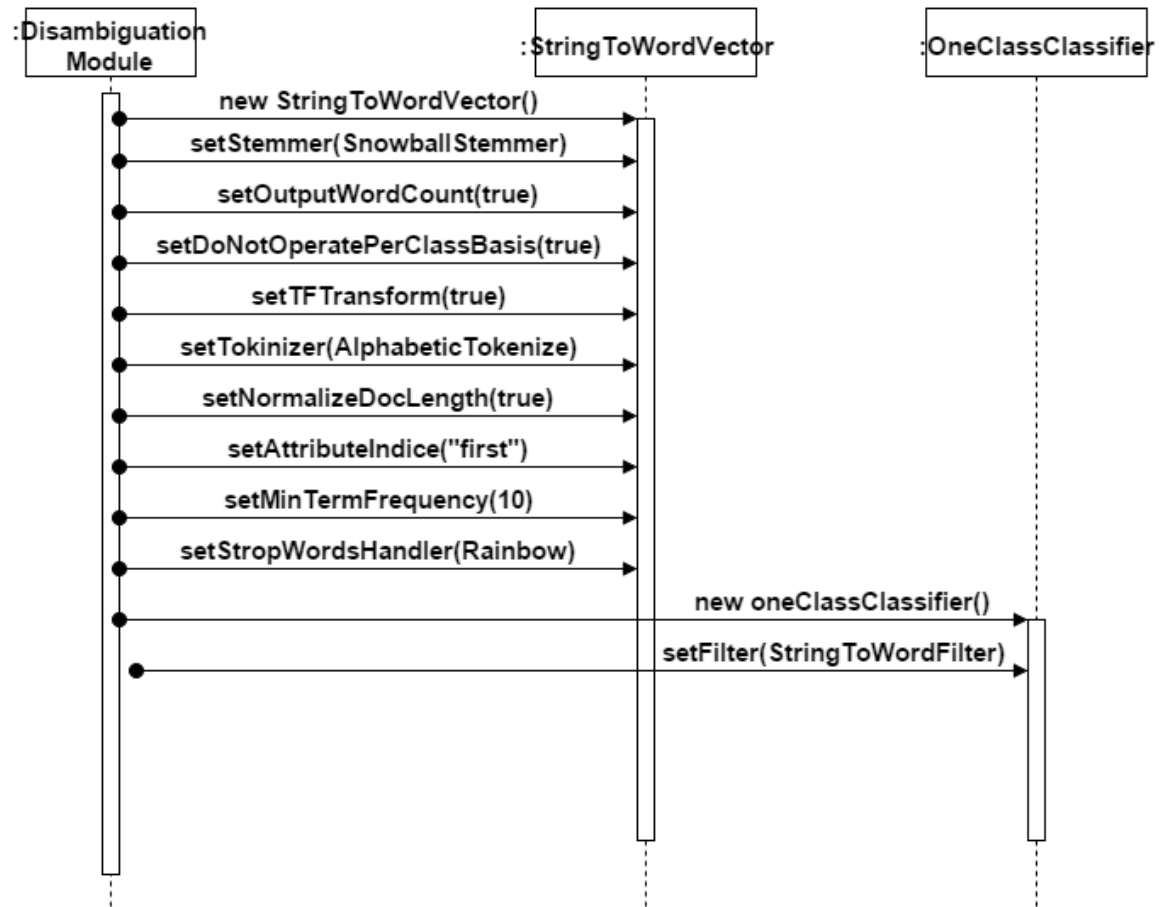 :Disambiguation
Module
:StringToWordVector
:OneClassClassifier
new StringToWordVector()
setStemmer(SnowballStemmer)
setOutputWordCount(true)
setDoNotOperatePerClassBasis(true)
setTFTransform(true)
setTokinizer(AlphabeticTokenize)
setNormalizeDocLength(true)
setAttributeIndice("first")
setMinTermFrequency(10)
setStropWordsHandler(Rainbow)
new oneClassClassifier()
setFilter(StringToWordFilter)